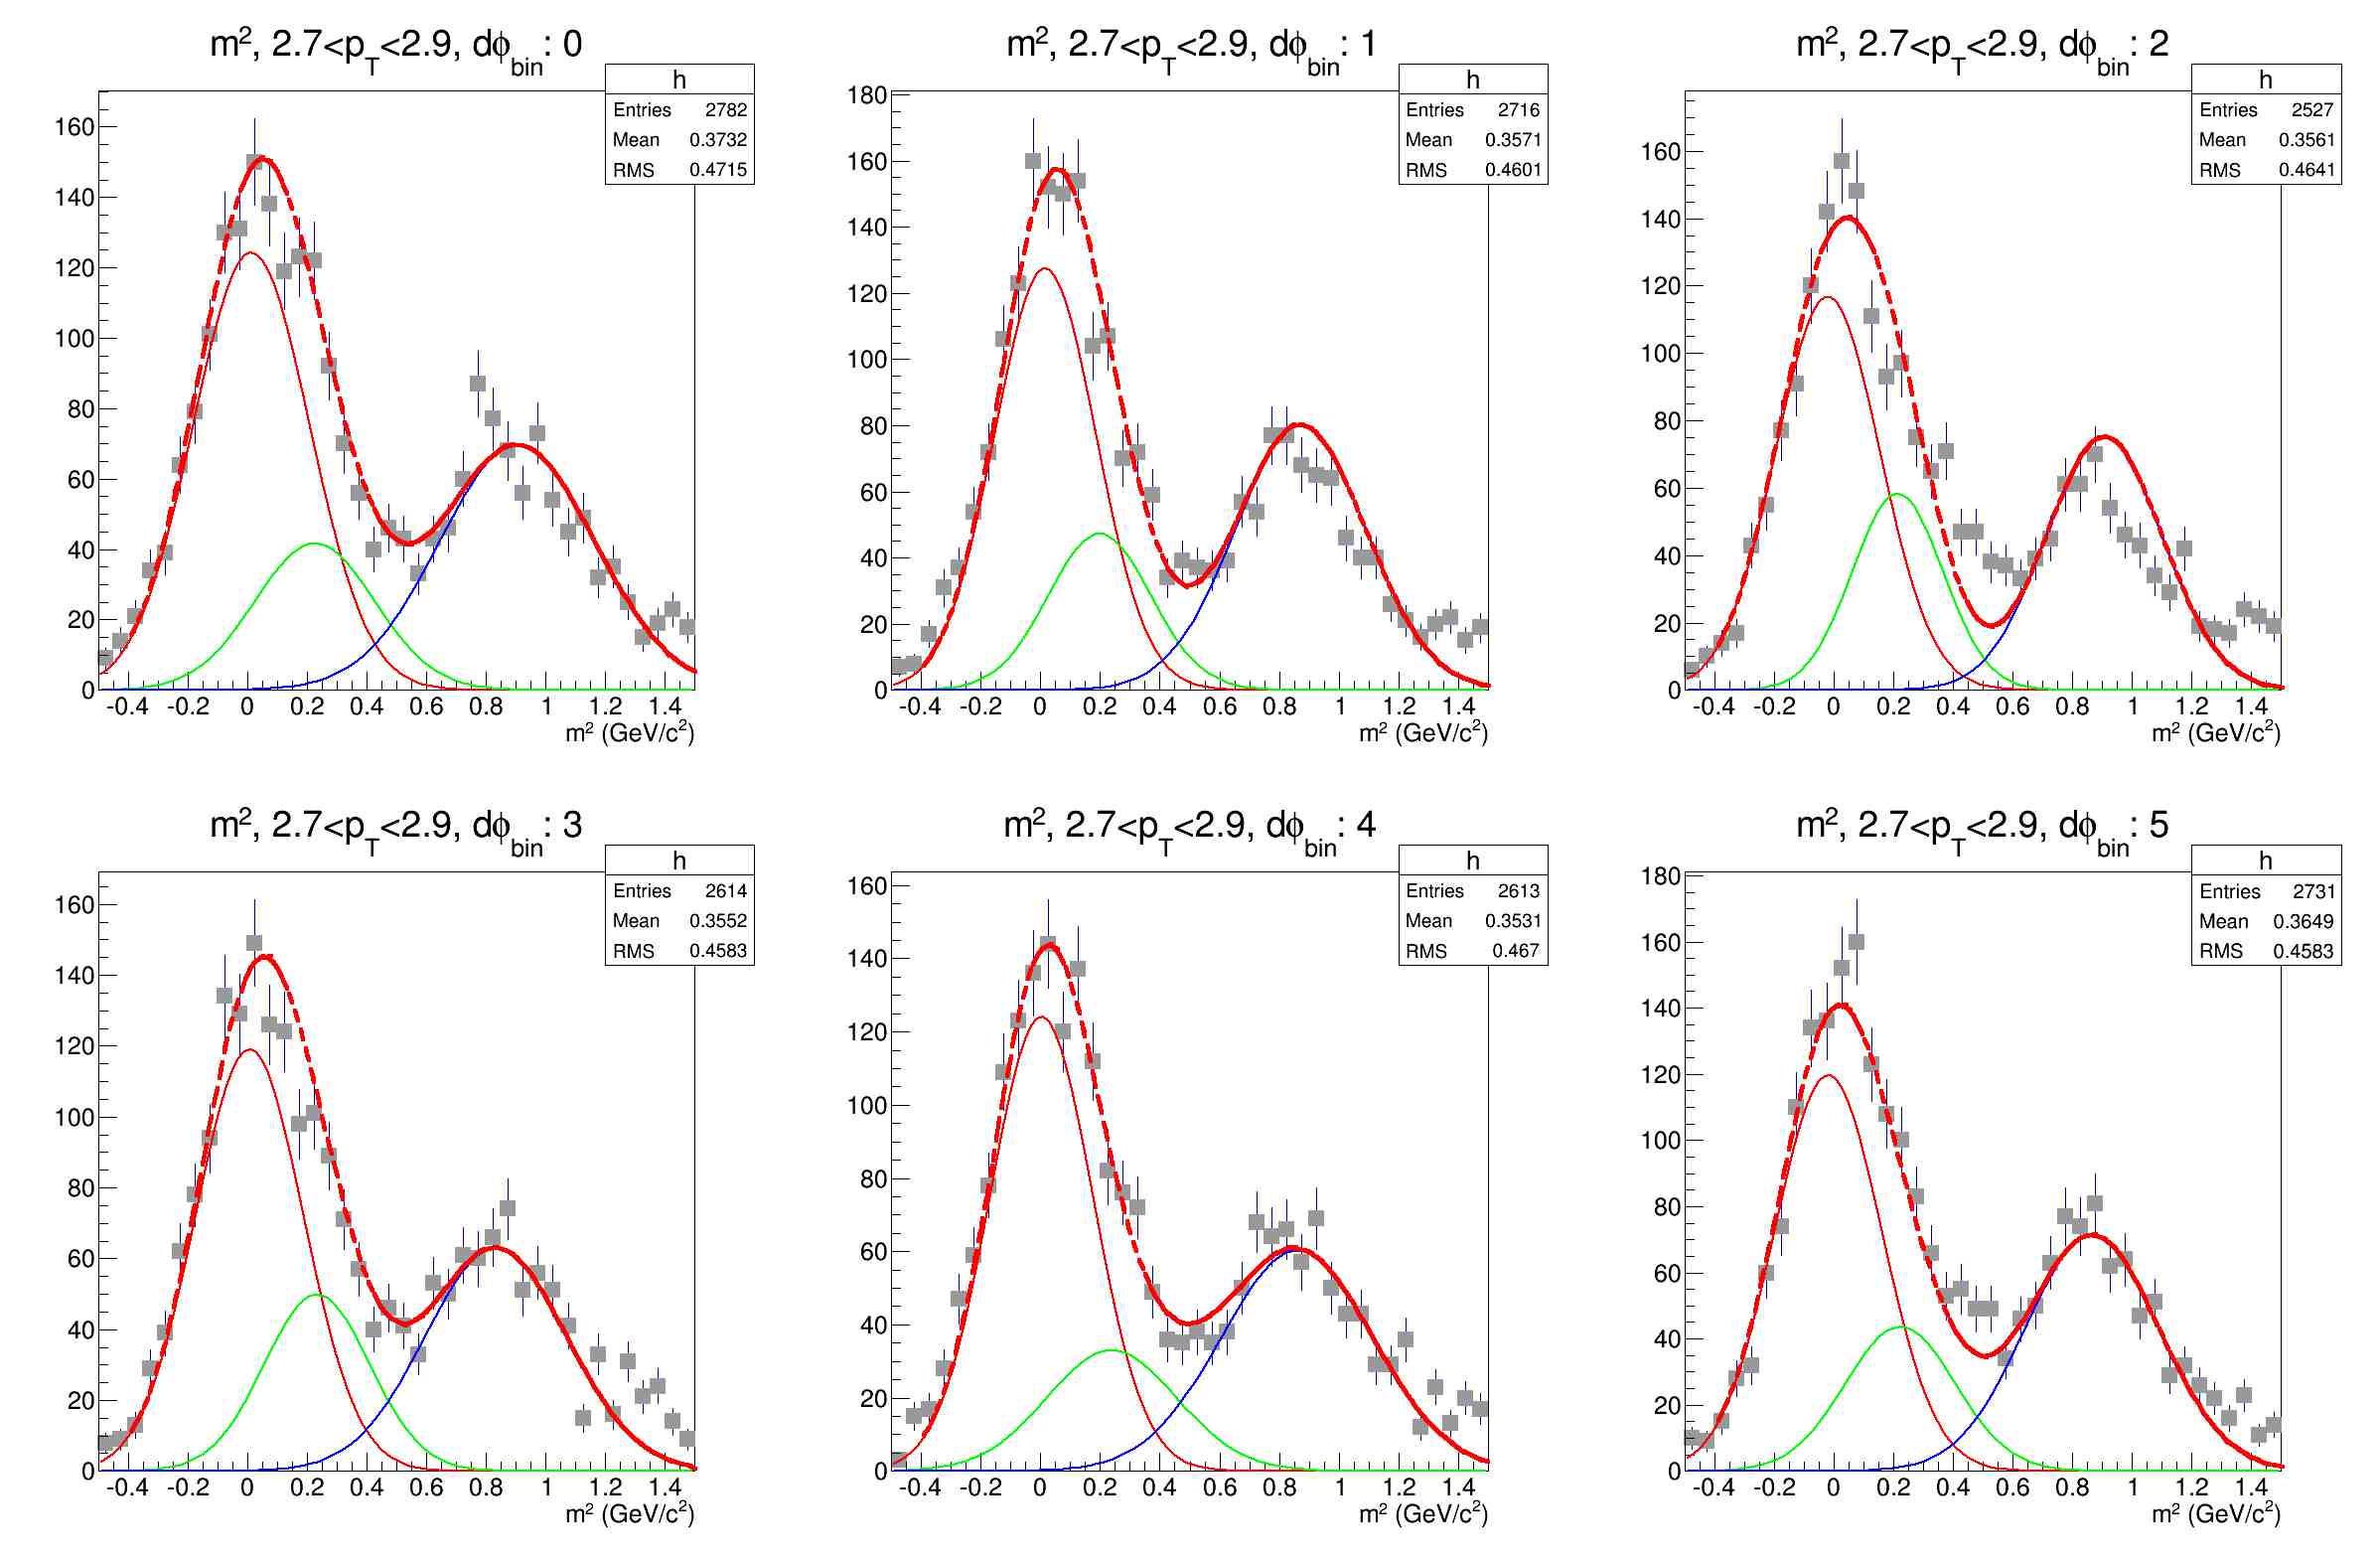 m², 2.7<p_T<2.9, dϕ_bin: 0
h
Entries 2782
Mean 0.3732
RMS 0.4715
160
140
120
100
80
60
40
20
0
-0.4 -0.2 0 0.2 0.4 0.6 0.8 1 1.2 1.4
m² (GeV/c²)
m², 2.7<p_T<2.9, dϕ_bin: 1
h
Entries 2716
Mean 0.3571
RMS 0.4601
180
160
140
120
100
80
60
40
20
0
-0.4 -0.2 0 0.2 0.4 0.6 0.8 1 1.2 1.4
m² (GeV/c²)
m², 2.7<p_T<2.9, dϕ_bin: 2
h
Entries 2527
Mean 0.3561
RMS 0.4641
160
140
120
100
80
60
40
20
0
-0.4 -0.2 0 0.2 0.4 0.6 0.8 1 1.2 1.4
m² (GeV/c²)
m², 2.7<p_T<2.9, dϕ_bin: 3
h
Entries 2614
Mean 0.3552
RMS 0.4583
160
140
120
100
80
60
40
20
0
-0.4 -0.2 0 0.2 0.4 0.6 0.8 1 1.2 1.4
m² (GeV/c²)
m², 2.7<p_T<2.9, dϕ_bin: 4
h
Entries 2613
Mean 0.3531
RMS 0.467
160
140
120
100
80
60
40
20
0
-0.4 -0.2 0 0.2 0.4 0.6 0.8 1 1.2 1.4
m² (GeV/c²)
m², 2.7<p_T<2.9, dϕ_bin: 5
h
Entries 2731
Mean 0.3649
RMS 0.4583
180
160
140
120
100
80
60
40
20
0
-0.4 -0.2 0 0.2 0.4 0.6 0.8 1 1.2 1.4
m² (GeV/c²)